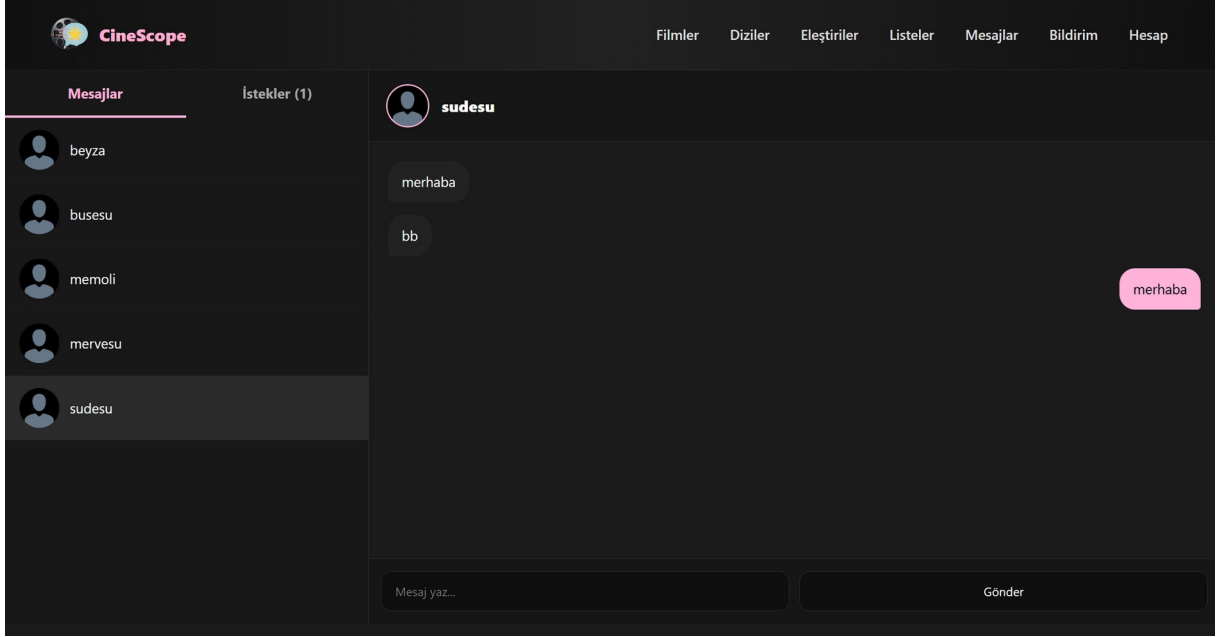 CineScope
Filmler Diziler Eleştiriler Listeler Mesajlar Bildirim Hesap
Mesajlar İstekler (1)
beyza
busesu
memoli
mervesu
sudesu
sudesu
merhaba
bb
merhaba
Mesaj yaz...
Gönder